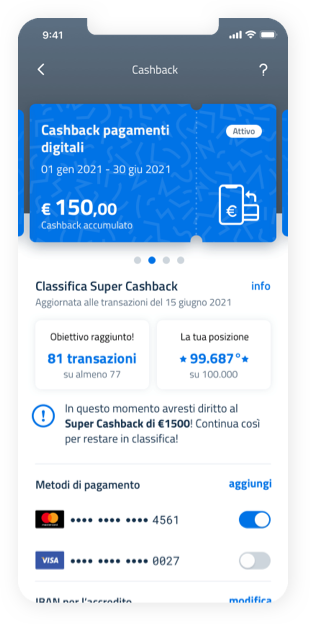 9:41
Cashback
?
Cashback pagamenti
digitali
Attivo
01 gen 2021 - 30 giu 2021
€ 150,00
Cashback accumulato
€
Classifica Super Cashback
info
Aggiornata alle transazioni del 15 giugno 2021
Obiettivo raggiunto!
81 transazioni
su almeno 77
La tua posizione
★ 99.687°★
su 100.000
In questo momento avresti diritto al
Super Cashback di €1500! Continua così
per restare in classifica!
Metodi di pagamento
aggiungi
•••• •••• •••• 4561
VISA •••• •••• •••• 0027
IBAN per l'accredito
modifica